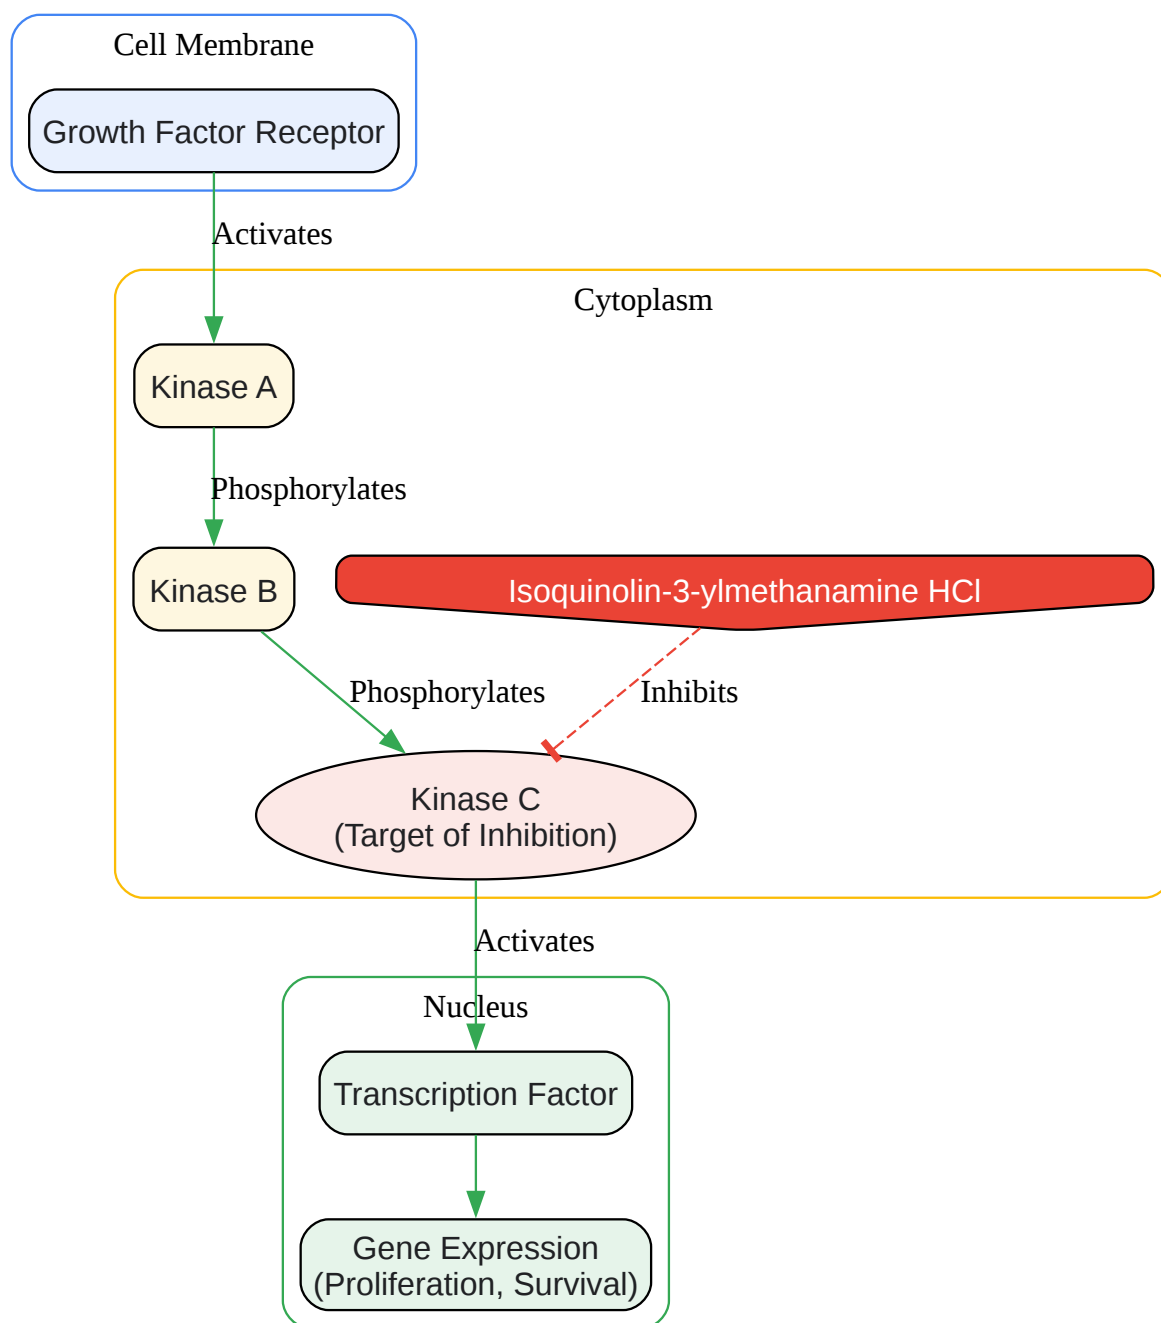 Cell Membrane
Growth Factor Receptor
Activates
Cytoplasm
Kinase A
Phosphorylates
Kinase B
Isoquinolin-3-ylmethanamine HCl
Phosphorylates
Inhibits
Kinase C
(Target of Inhibition)
Activates
Nucleus
Transcription Factor
Gene Expression
(Proliferation, Survival)